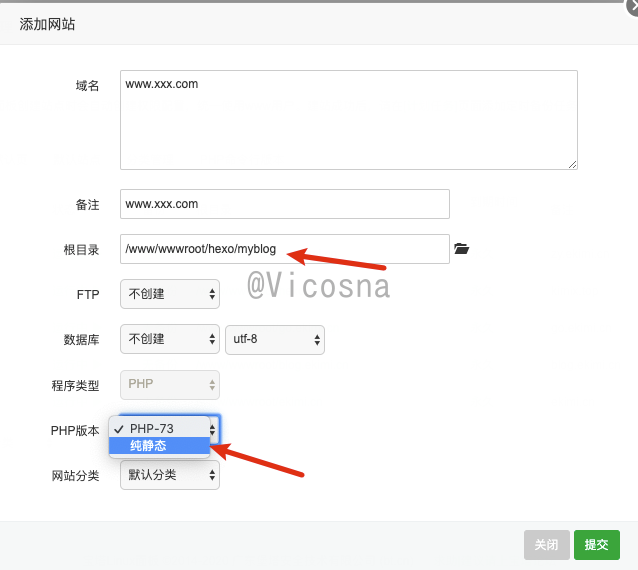 添加网站
域名
www.xxx.com
备注
www.xxx.com
根目录
/www/wwwroot/hexo/myblog
@Vicosna
FTP
不创建
数据库
不创建
utf-8
程序类型
PHP
PHP版本
PHP-73
纯静态
网站分类
默认分类
关闭
提交